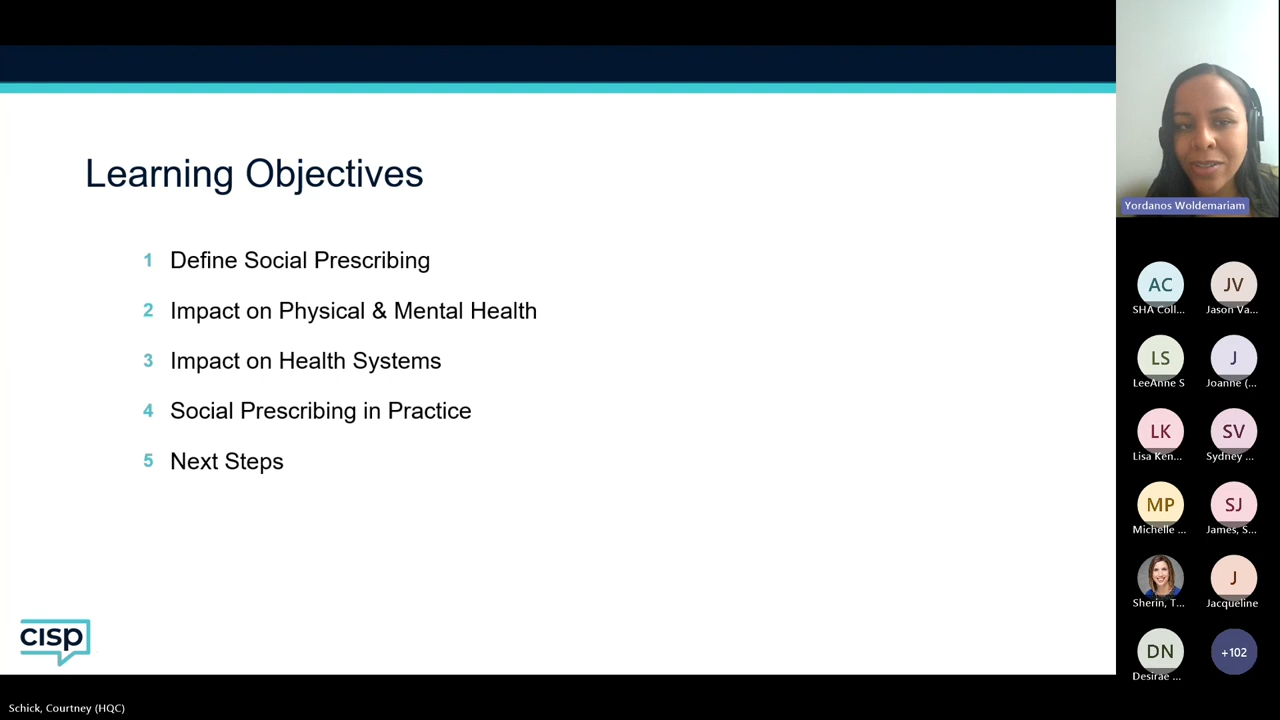 Learning Objectives
1 Define Social Prescribing
2 Impact on Physical & Mental Health
3 Impact on Health Systems
4 Social Prescribing in Practice
5 Next Steps
cisp
Schick, Courtney (HQC)
Yordanos Woldemariam
AC JV
SHA Coll... Jason Va...
LS J
LeeAnne S Joanne (...
LK SV
Lisa Ken... Sydney ...
MP SJ
Michelle ... James, S...
J
Sherin, T... Jacqueline
DN +102
Desirae ...